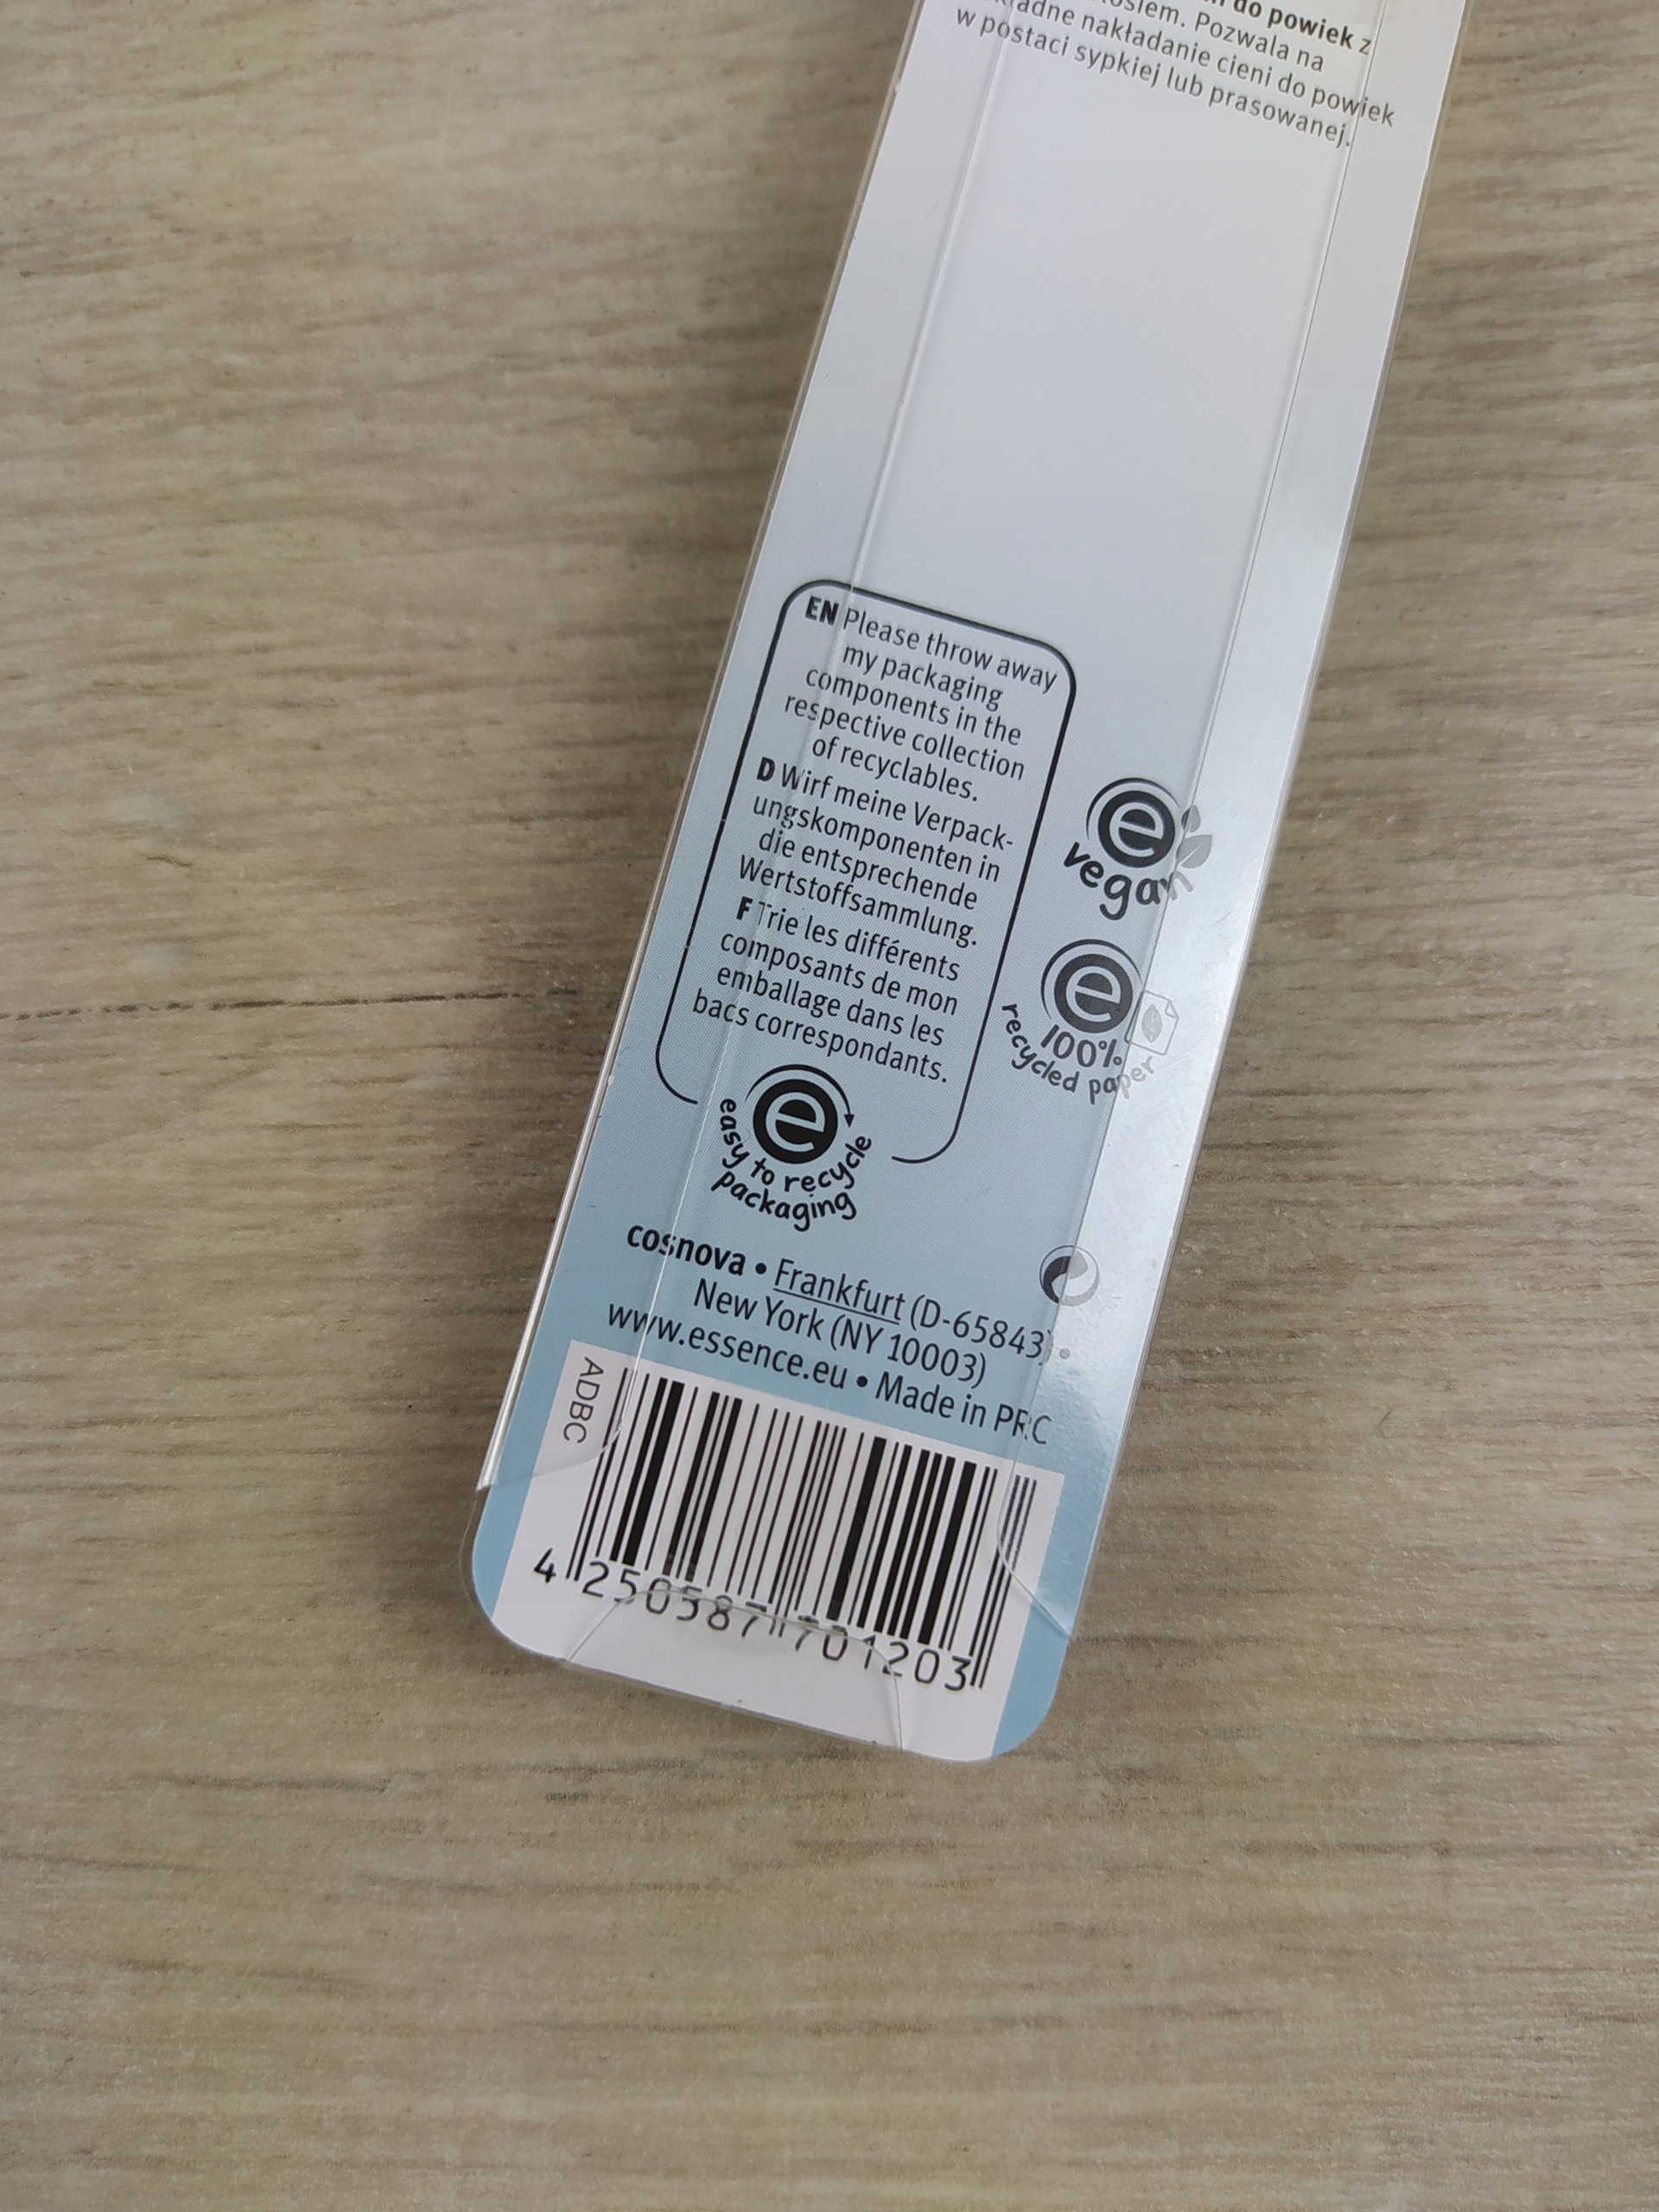 do powiek z
Pozwala na
nakładanie cieni do powiek
w postaci sypkiej lub prasowanej.
EN Please throw away
my packaging
components in the
respective collection
of recyclables.
D Wirf meine Verpack-
ungskomponenten in
die entsprechende
Wertstoffsammlung.
F Trie les différents
composants de mon
emballage dans les
bacs correspondants.
e
easy to recycle
packaging
e
vegan
e
100%
recycled paper
cosnova • Frankfurt (D-65843) •
New York (NY 10003)
www.essence.eu • Made in PRC
ADBC
4 250587 701203